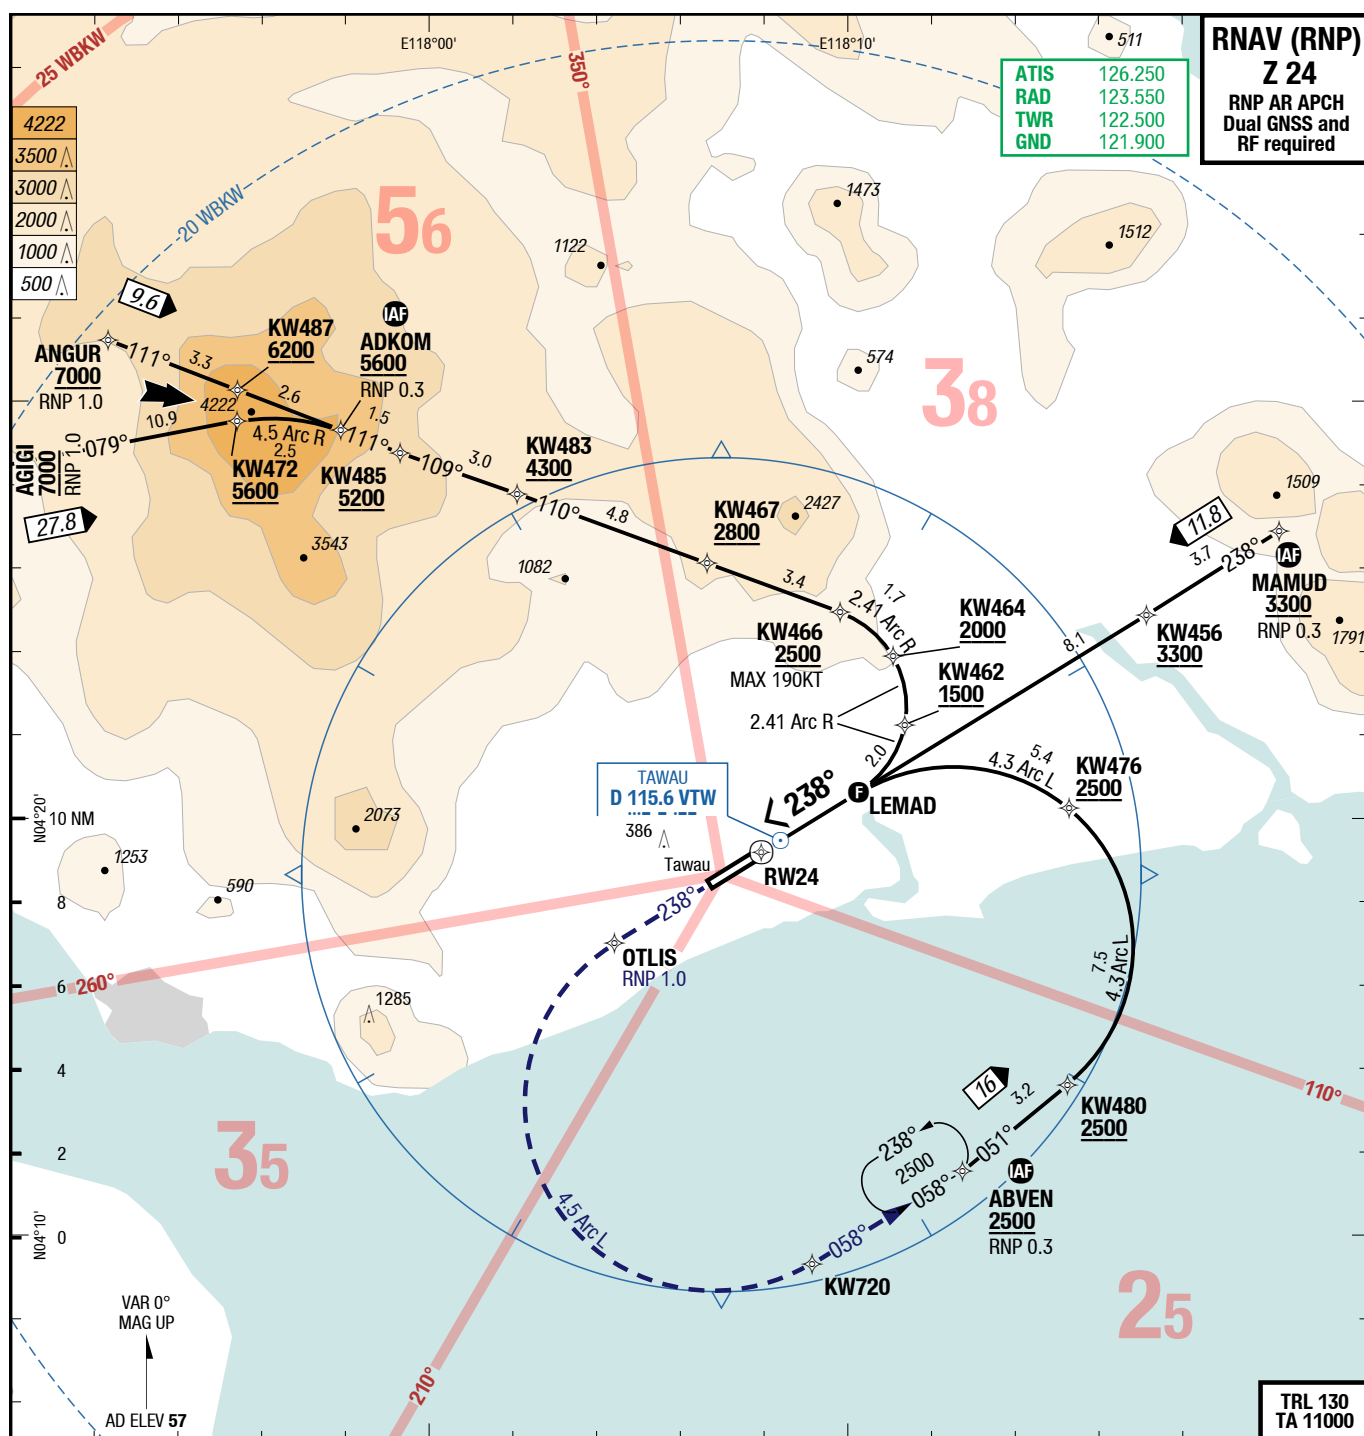 RNAV (RNP)
Z 24
RNP AR APCH
Dual GNSS and
RF required
ATIS 126.250
RAD 123.550
TWR 122.500
GND 121.900
25 WBKW
E118°00'
350°
E118°10'
511
4222
3500
3000
2000
1000
500
20 WBKW
56
1122
1473
1512
9.6
ANGUR
7000
RNP 1.0
111°
3.3
KW487
6200
IAF
ADKOM
5600
RNP 0.3
2.6
4222
574
38
AGIGI
7000
RNP 1.0
079°
10.9
4.5 Arc R
2.5
KW472
5600
1.5
111°
KW485
5200
109°
3.0
KW483
4300
110°
4.8
KW467
2800
2427
27.8
3543
1082
3.4
1.7
2.41 Arc R
KW466
2500
MAX 190KT
KW464
2000
KW462
1500
2.41 Arc R
2.0
1509
11.8
3.7
238°
IAF
MAMUD
3300
RNP 0.3
1791
KW456
3300
8.1
5.4
4.3 Arc L
KW476
2500
TAWAU
D 115.6 VTW
238°
F
LEMAD
386
Tawau
RW24
N04°20'
10 NM
2073
1253
590
8
238°
OTLIS
RNP 1.0
260°
6
1285
7.5
4.3 Arc L
4
110°
16
3.2
KW480
2500
238°
2500
051°
058°
IAF
ABVEN
2500
RNP 0.3
2
35
4.5 Arc L
058°
KW720
N04°10'
0
25
VAR 0°
MAG UP
210°
AD ELEV 57
TRL 130
TA 11000